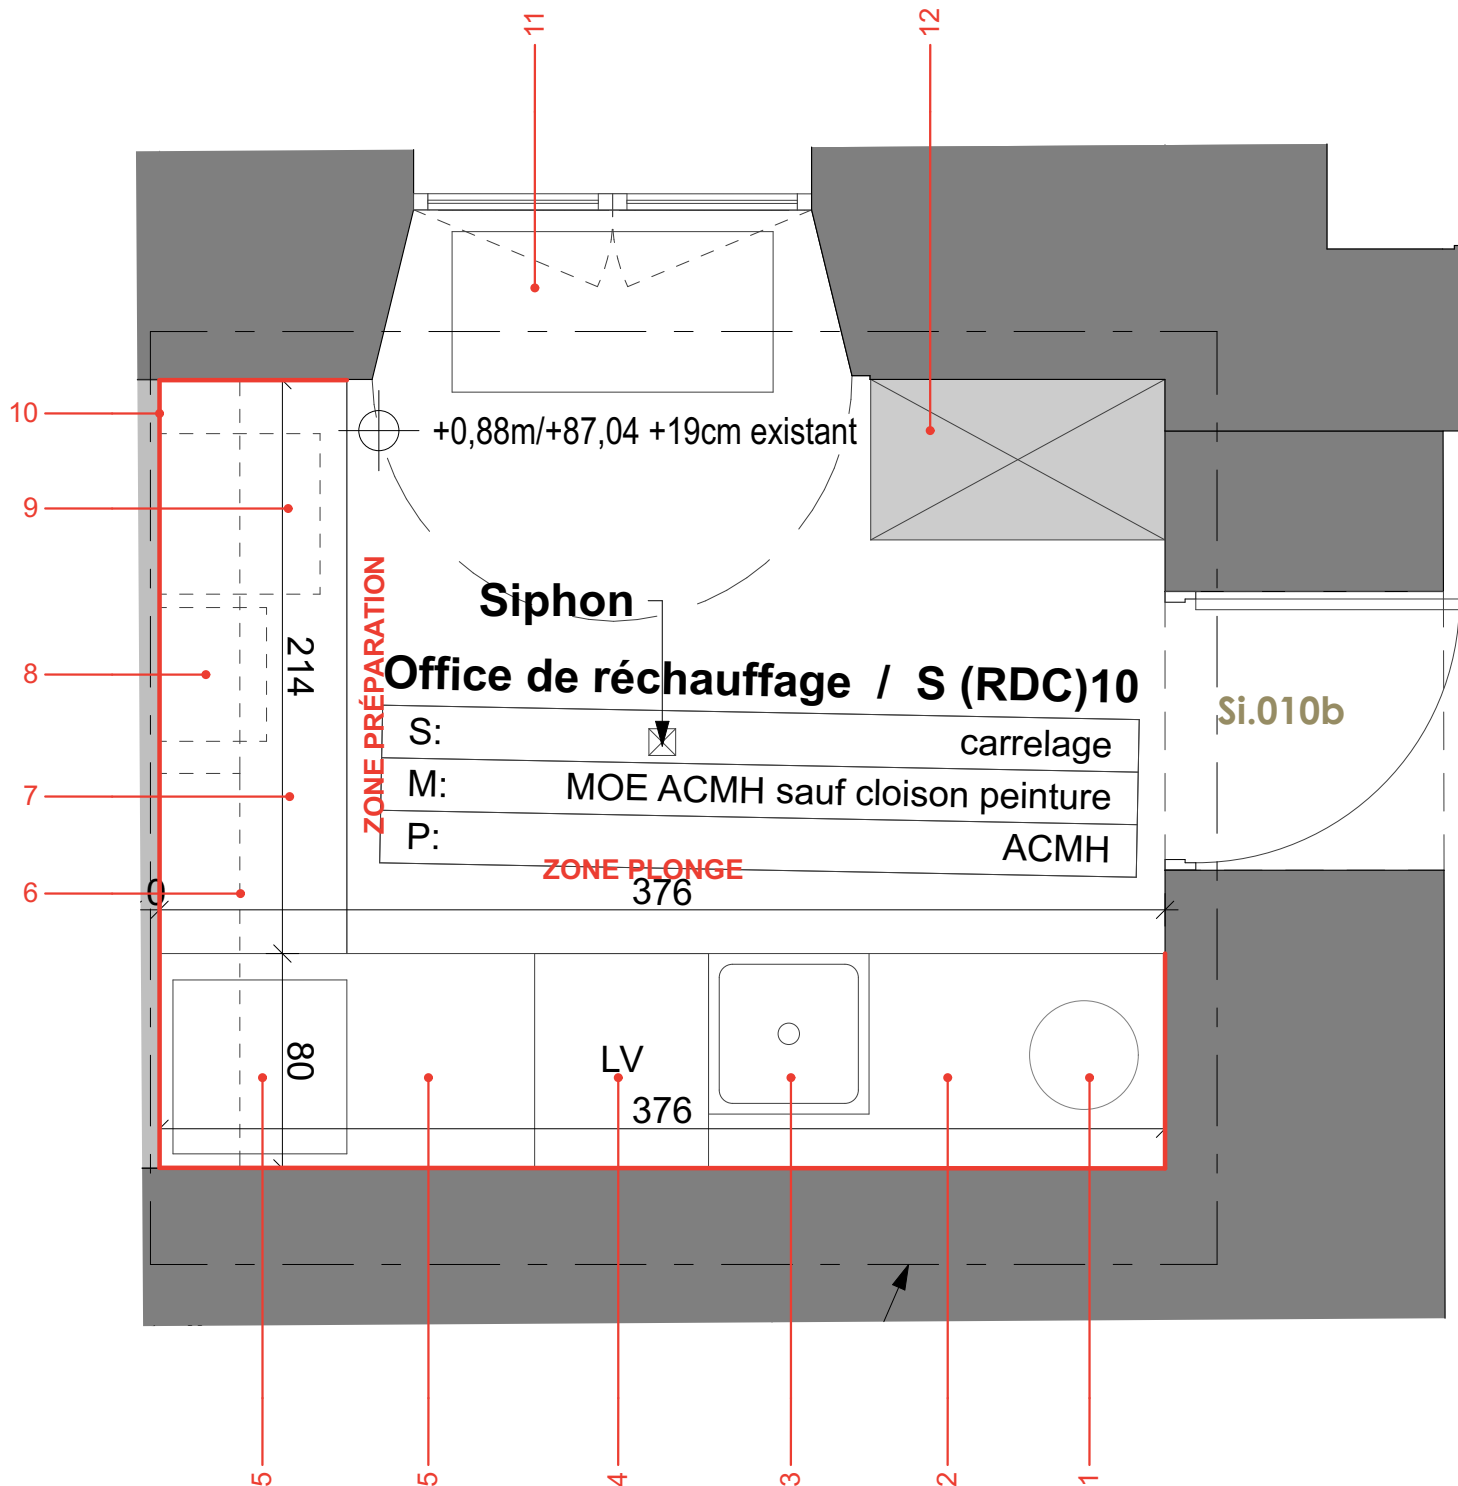 11
12
10
+0,88m/+87,04 +19cm existant
9
ZONE PRÉPARATION
Siphon
214
8
Office de réchauffage / S (RDC)10
Si.010b
S: carrelage
M: MOE ACMH sauf cloison peinture
P: ACMH
7
ZONE PLONGE
6
0
376
LV
80
376
5
5
4
3
2
1